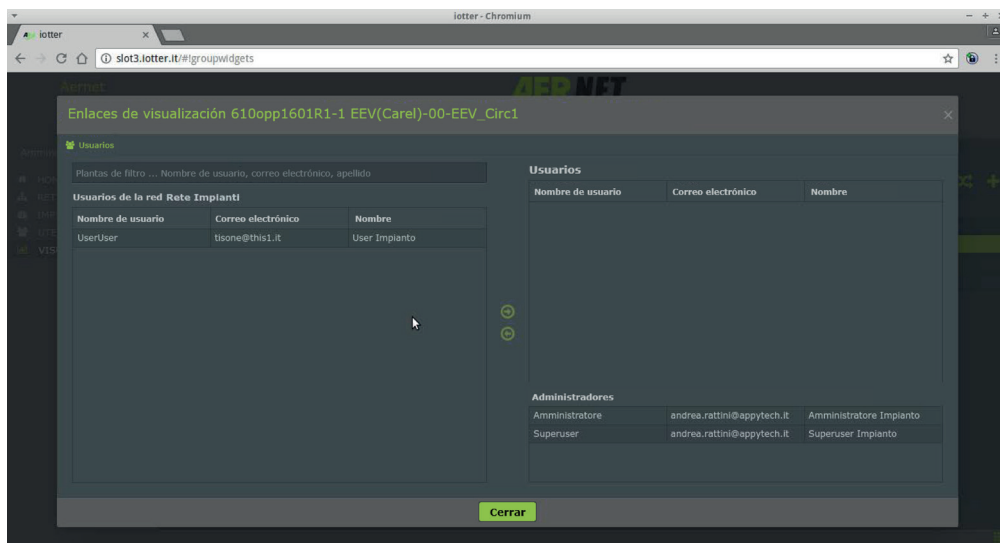 iotter - Chromium
iotter
slot3.iotter.it/#!groupwidgets
Aernet
AERNET
Enlaces de visualización 610opp1601R1-1 EEV(Carel)-00-EEV_Circ1
Usuarios
Plantas de filtro ... Nombre de usuario, correo electrónico, apellido
Usuarios de la red Rete Impianti
Nombre de usuario Correo electrónico Nombre
UserUser tisone@this1.it User Impianto
Usuarios
Nombre de usuario Correo electrónico Nombre
Administradores
Amministratore andrea.rattini@appytech.it Amministratore Impianto
Superuser andrea.rattini@appytech.it Superuser Impianto
Cerrar